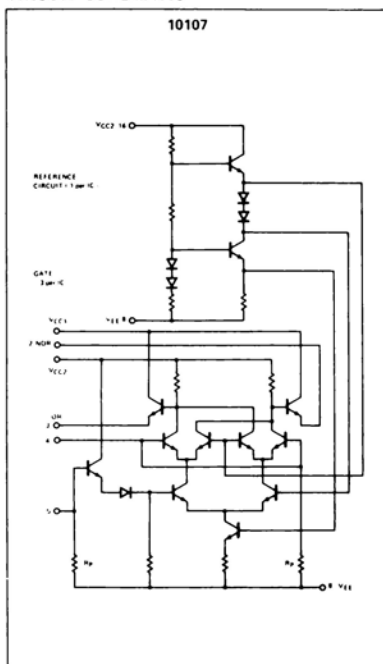 10107
VCC2 16
REFERENCE
CIRCUIT - 1 per IC
GATE
3 per IC
VEE 8
VCC1
2 NOR
VCC2
OR
3
4
5
Rp
Rp
8 VEE